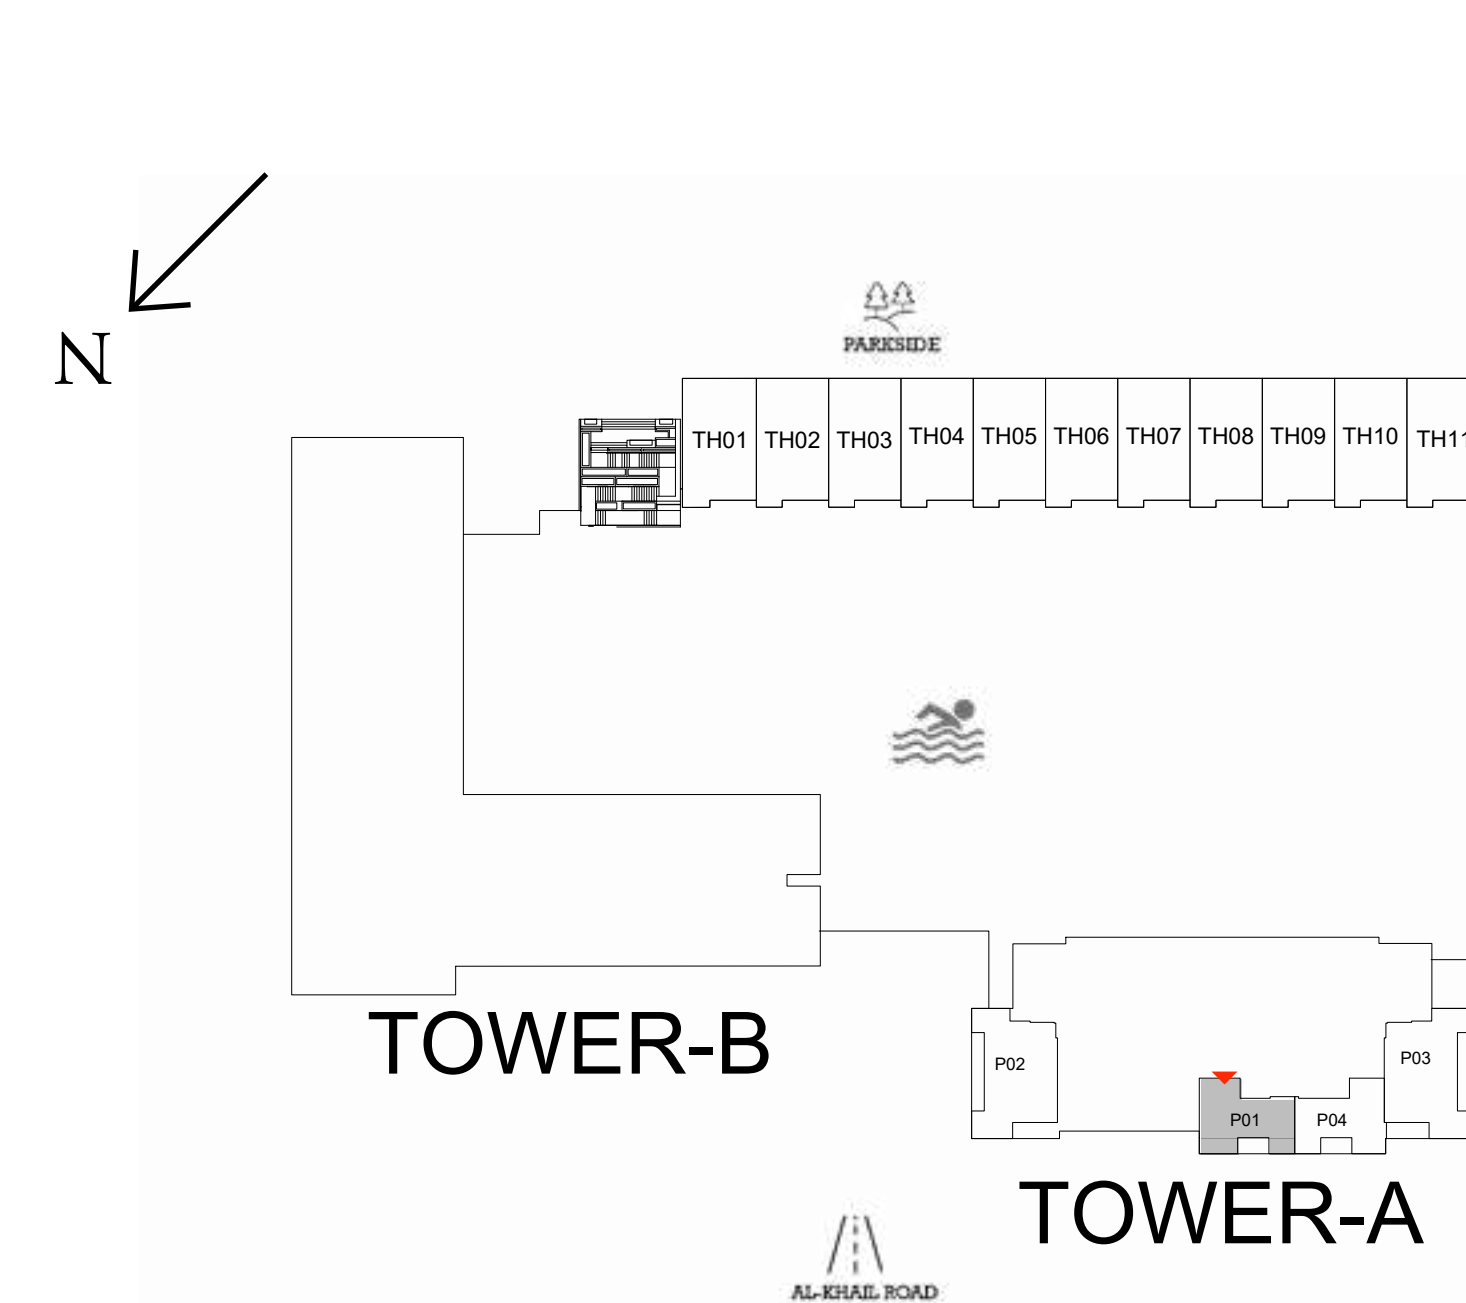 N
PARKSIDE
TH01 TH02 TH03 TH04 TH05 TH06 TH07 TH08 TH09 TH10 TH11
TOWER-B
P02
P03
P01
P04
TOWER-A
AL-KHAIL ROAD